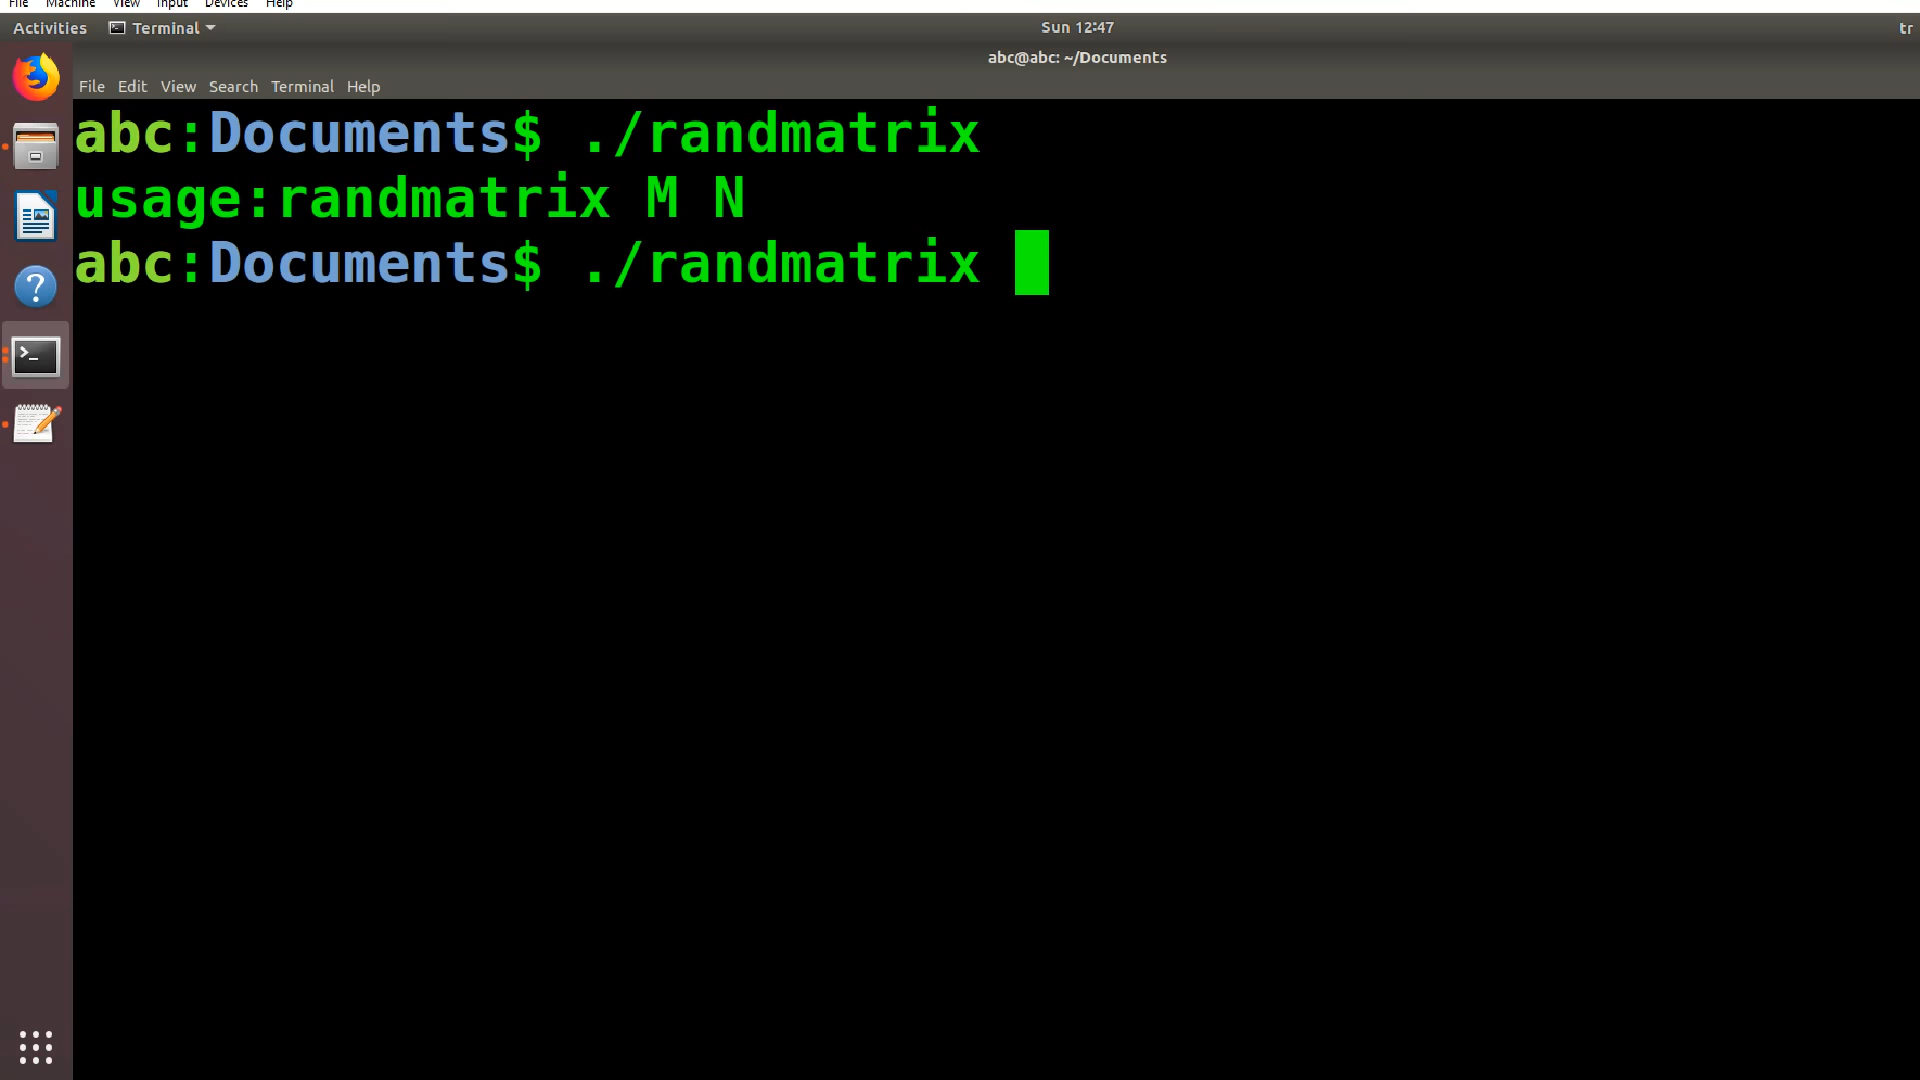 File Machine View Input Devices Help
Activities Terminal Sun 12:47 tr
abc@abc: ~/Documents
File Edit View Search Terminal Help
abc:Documents$ ./randmatrix
usage:randmatrix M N
abc:Documents$ ./randmatrix